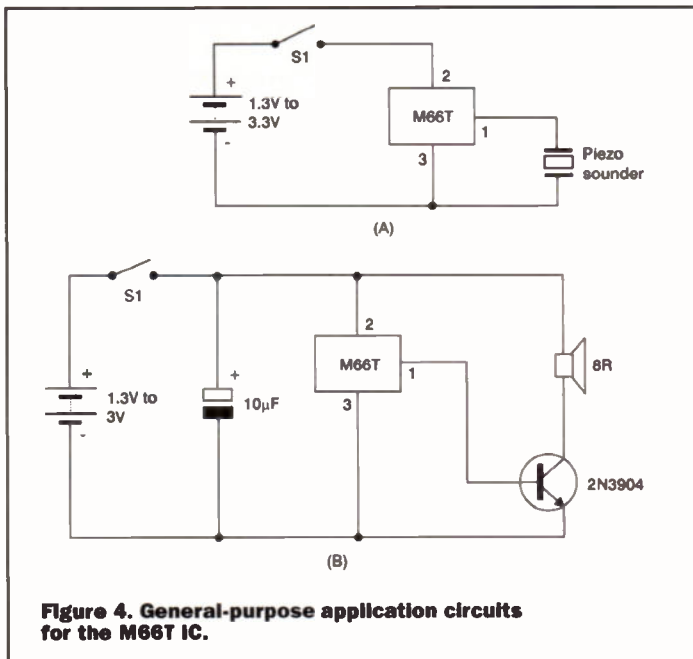 S1
+
1.3V to
3.3V
-
2
M66T
1
3
Piezo
sounder
(A)
S1
+
1.3V to
3V
-
+
10µF
2
M66T
1
3
8R
2N3904
(B)
Figure 4. General-purpose application circuits
for the M66T IC.